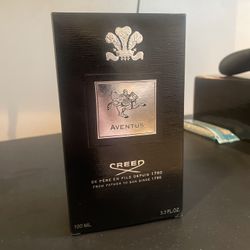 AVENTUS
CREED
DE PÈRE EN FILS DEPUIS 1760
FROM FATHER TO SON SINCE 1760
100 ML
3.3 FL.OZ